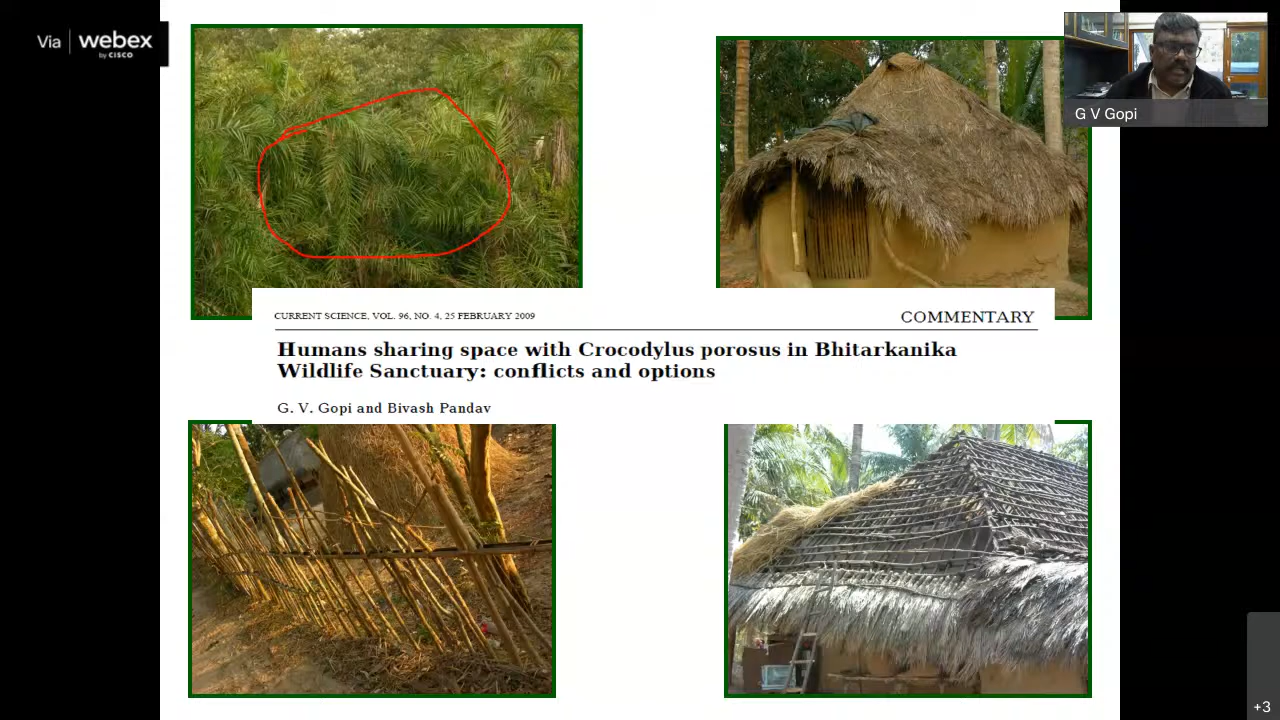 Via webex
by CISCO
G V Gopi
CURRENT SCIENCE, VOL. 96, NO. 4, 25 FEBRUARY 2009
COMMENTARY
Humans sharing space with Crocodylus porosus in Bhitarkanika
Wildlife Sanctuary: conflicts and options
G. V. Gopi and Bivash Pandav
+3